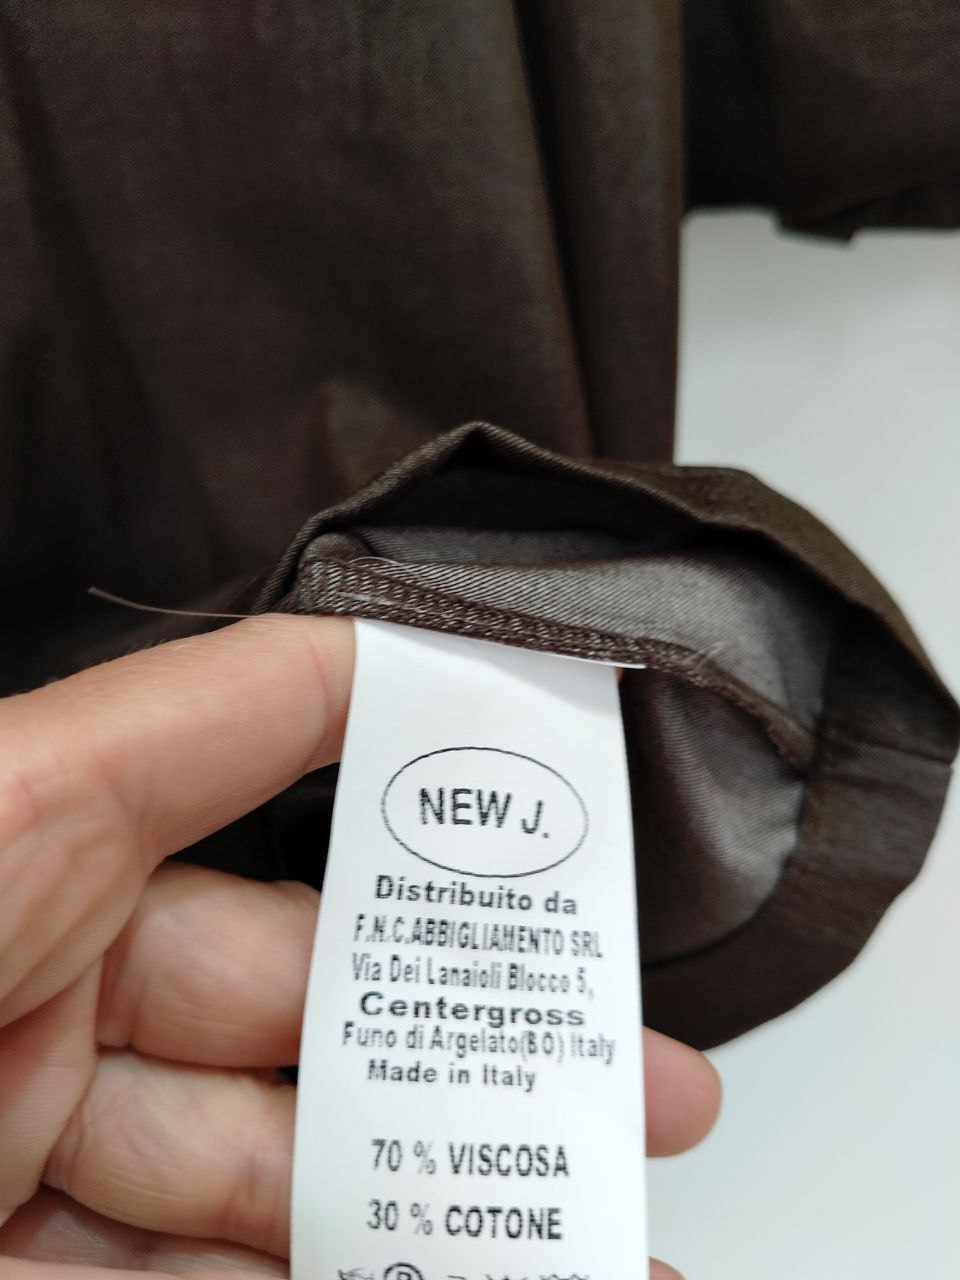 NEW J.
Distribuito da
F.N.C.ABBIGLIAMENTO SRL
Via Dei Lanaioli Blocco 5,
Centergross
Funo di Argelato(BO) Italy
Made in Italy
70 % VISCOSA
30 % COTONE